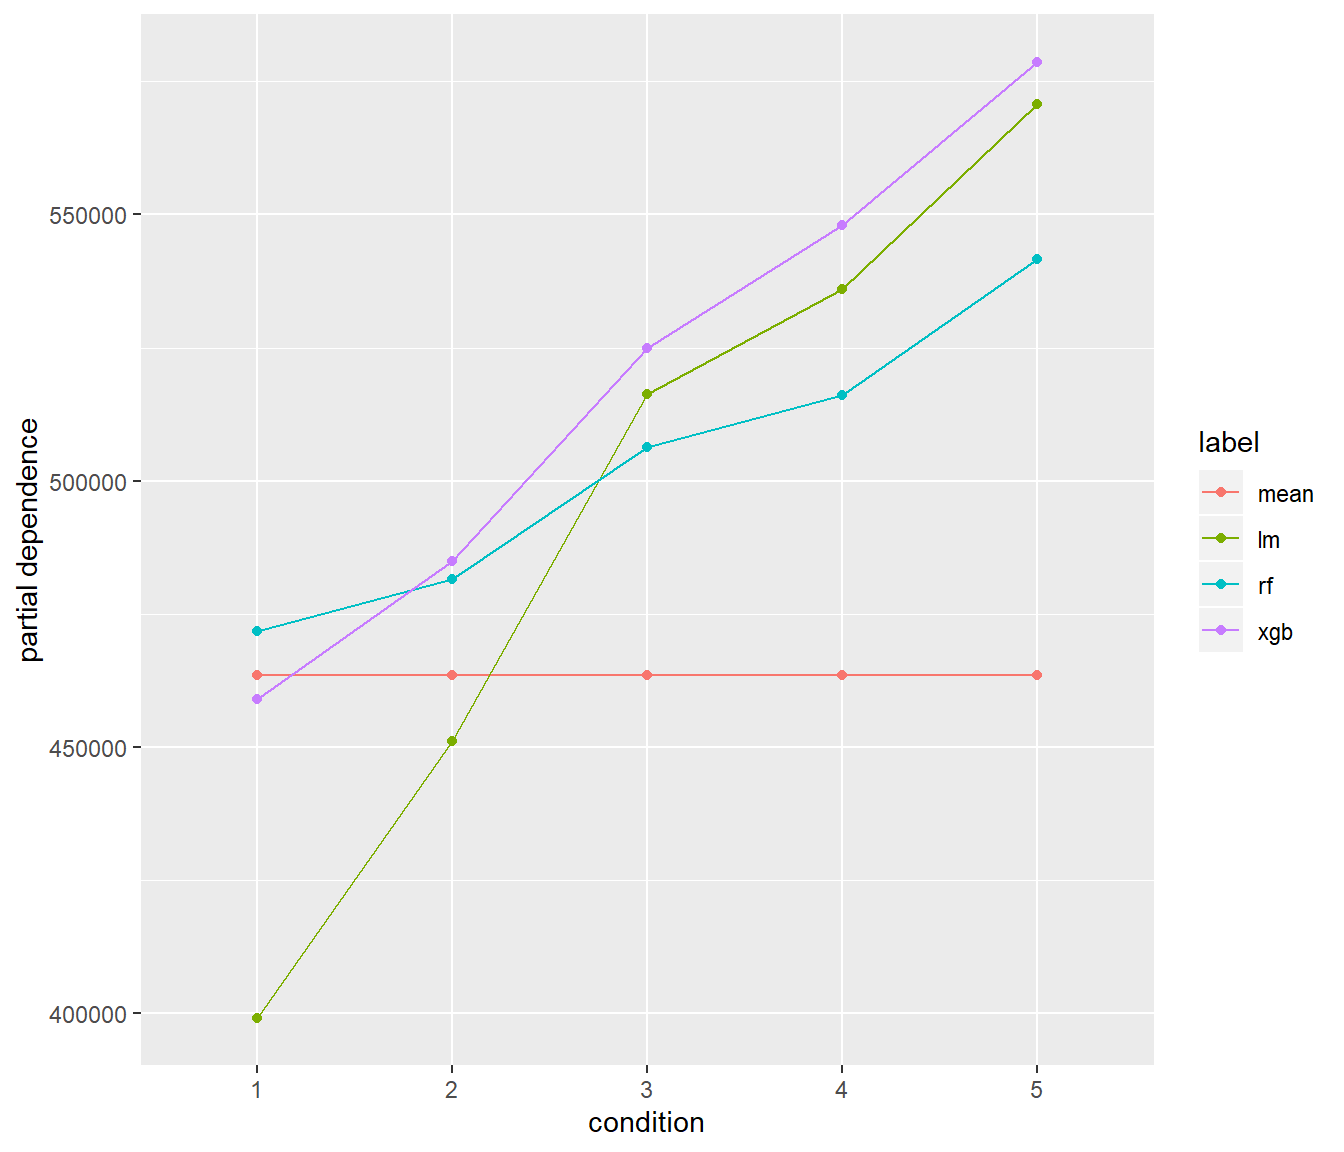 partial dependence
550000
500000
450000
400000
1 2 3 4 5
condition
label
mean
lm
rf
xgb